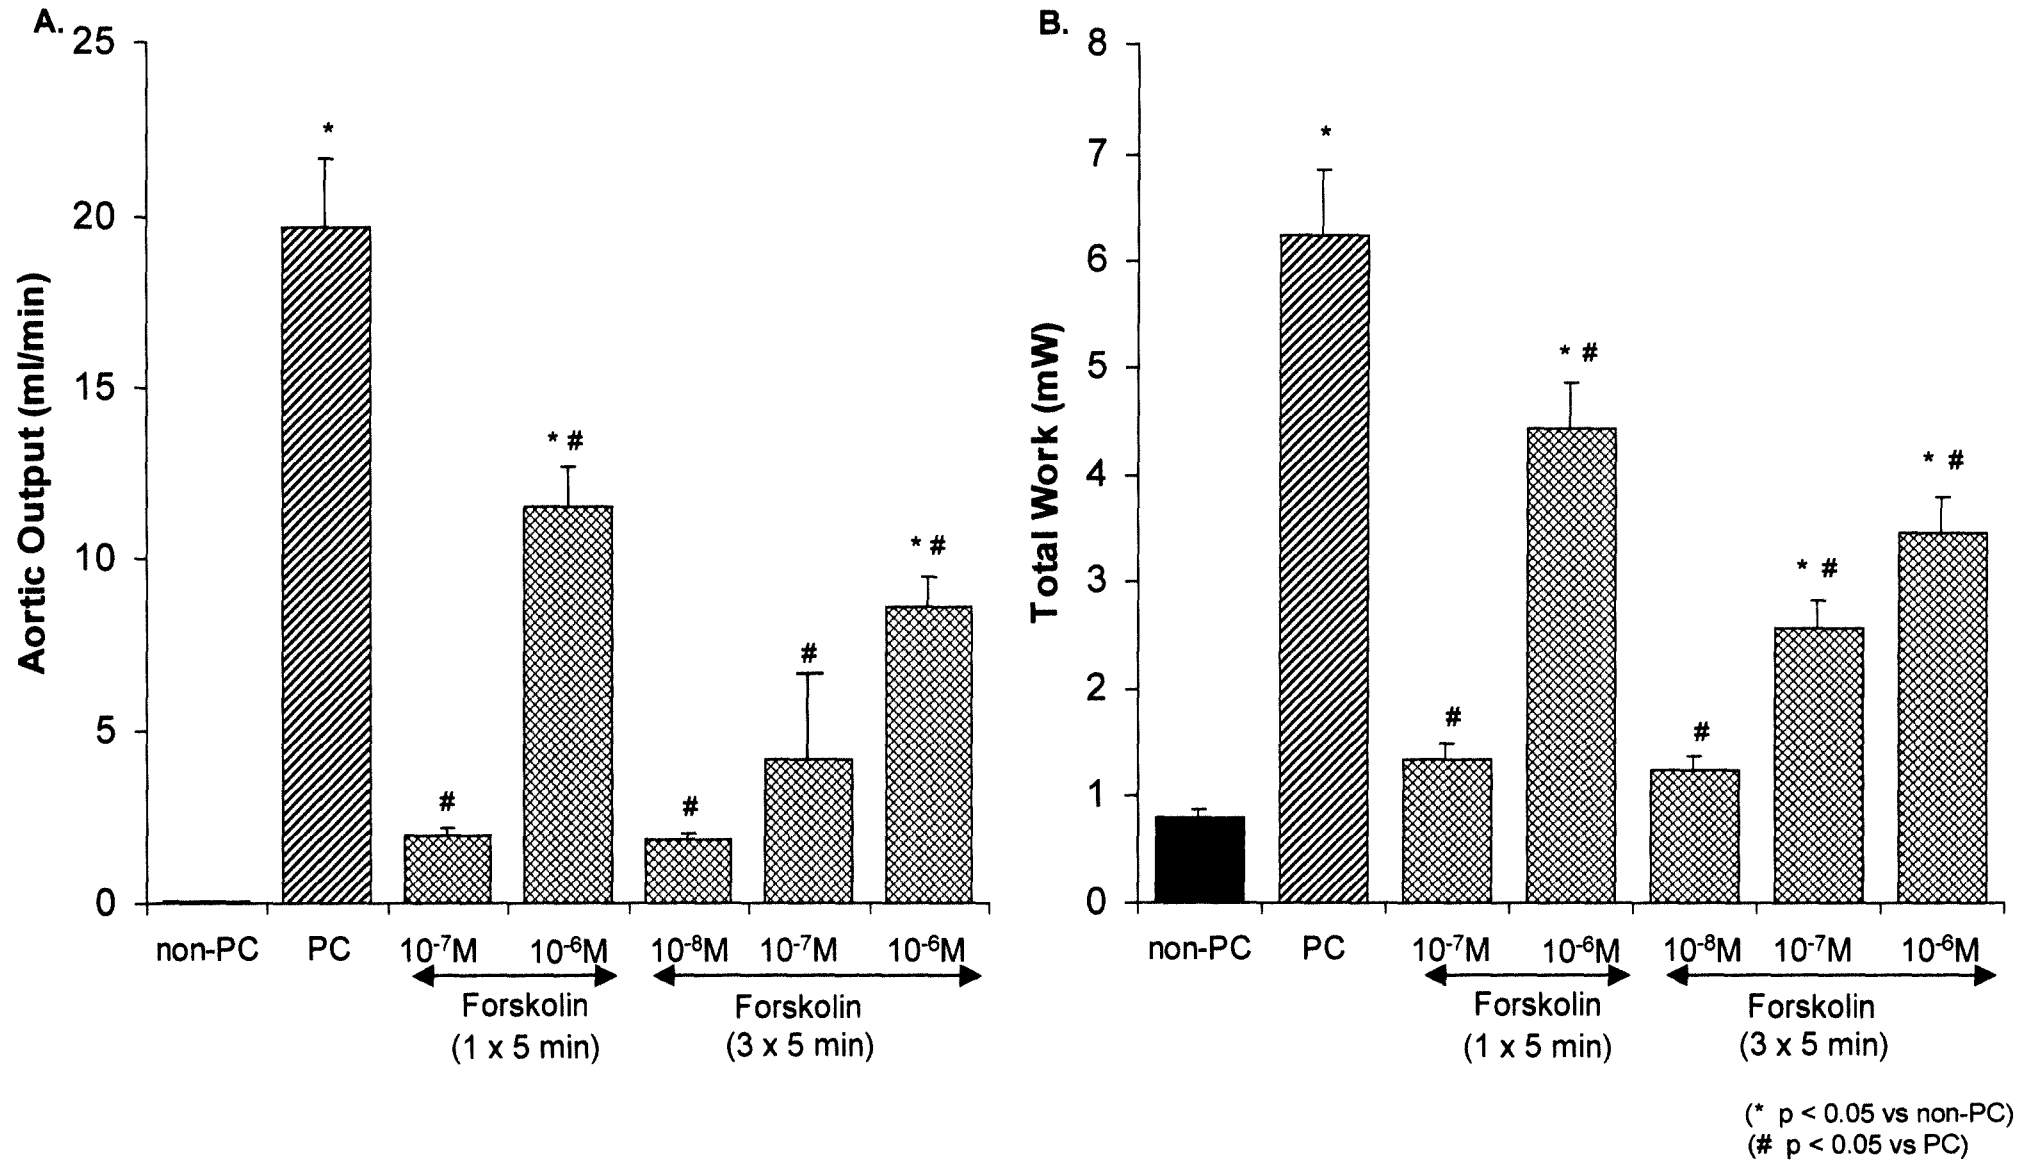 A.
25
20
15
10
5
0
Aortic Output (ml/min)
*
#
* #
#
#
* #
non-PC PC 10-7M 10-6M 10-8M 10-7M 10-6M
Forskolin
(1 x 5 min)
Forskolin
(3 x 5 min)
B.
8
7
6
5
4
3
2
1
0
Total Work (mW)
*
#
* #
#
* #
* #
non-PC PC 10-7M 10-6M 10-8M 10-7M 10-6M
Forskolin
(1 x 5 min)
Forskolin
(3 x 5 min)
(* p < 0.05 vs non-PC)
(# p < 0.05 vs PC)